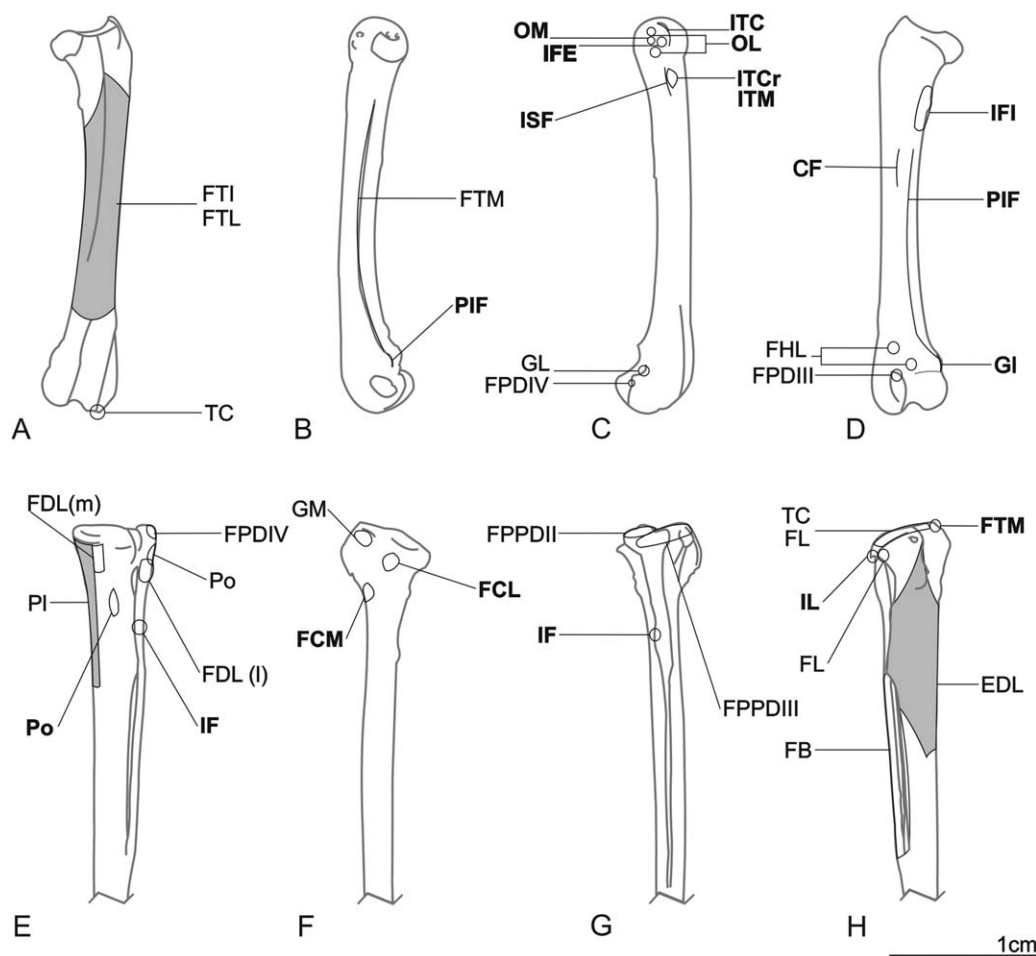 FTI
FTL
TC
A
FTM
PIF
B
OM
IFE
ITC
OL
ISF
ITCr
ITM
GL
FPDIV
C
IFI
CF
PIF
FHL
FPDIII
GI
D
FDL(m)
FPDIV
Po
PI
FDL (l)
Po
IF
E
GM
FCL
FCM
F
FPPDII
IF
FPPDIII
G
TC
FL
FTM
IL
FL
EDL
FB
H
1cm